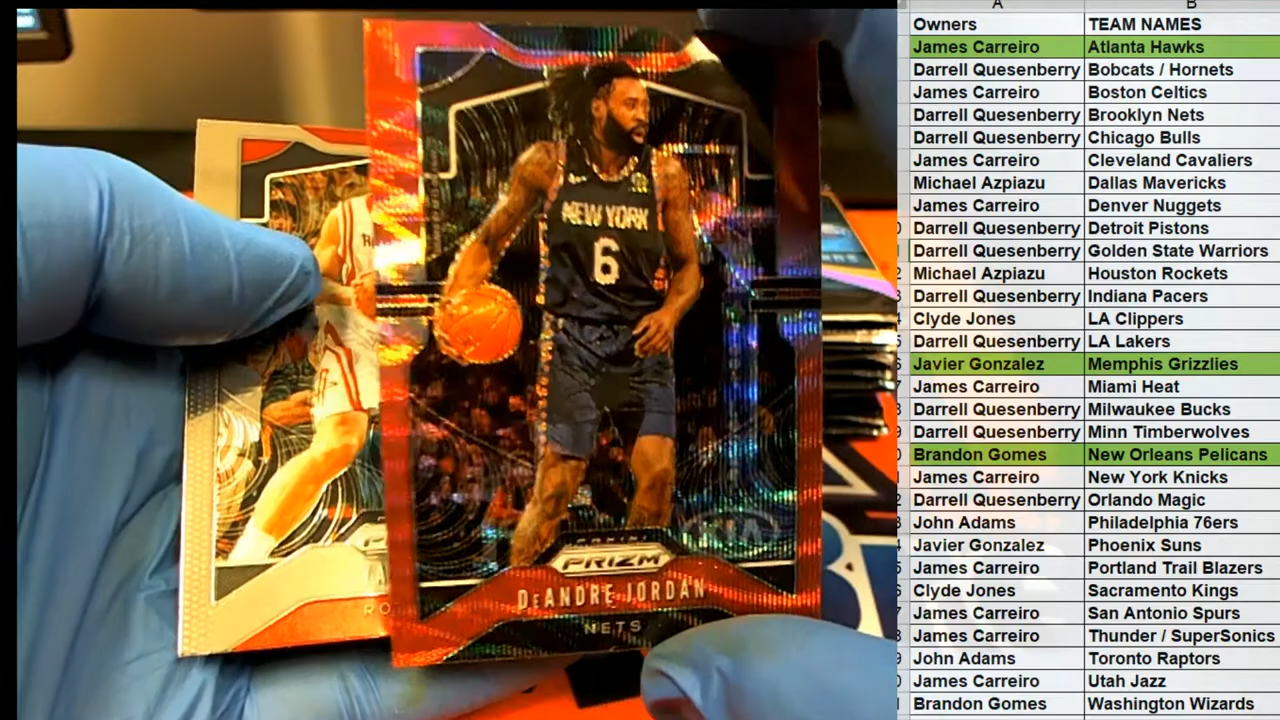 NEW YORK
6
KIA
PANINI
PRIZM
DEANDRE JORDAN
NETS
RO
A B
Owners TEAM NAMES
James Carreiro Atlanta Hawks
Darrell Quesenberry Bobcats / Hornets
James Carreiro Boston Celtics
Darrell Quesenberry Brooklyn Nets
Darrell Quesenberry Chicago Bulls
James Carreiro Cleveland Cavaliers
Michael Azpiazu Dallas Mavericks
James Carreiro Denver Nuggets
Darrell Quesenberry Detroit Pistons
Darrell Quesenberry Golden State Warriors
Michael Azpiazu Houston Rockets
Darrell Quesenberry Indiana Pacers
Clyde Jones LA Clippers
Darrell Quesenberry LA Lakers
Javier Gonzalez Memphis Grizzlies
James Carreiro Miami Heat
Darrell Quesenberry Milwaukee Bucks
Darrell Quesenberry Minn Timberwolves
Brandon Gomes New Orleans Pelicans
James Carreiro New York Knicks
Darrell Quesenberry Orlando Magic
John Adams Philadelphia 76ers
Javier Gonzalez Phoenix Suns
James Carreiro Portland Trail Blazers
Clyde Jones Sacramento Kings
James Carreiro San Antonio Spurs
James Carreiro Thunder / SuperSonics
John Adams Toronto Raptors
James Carreiro Utah Jazz
Brandon Gomes Washington Wizards